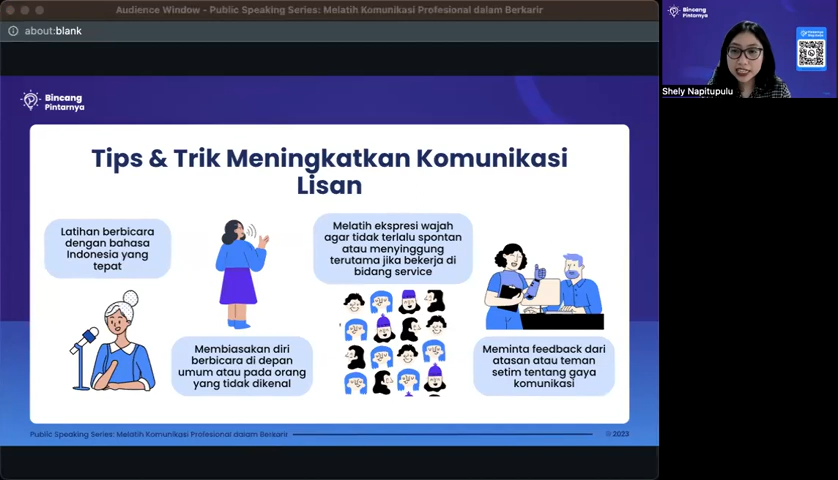 Audience Window - Public Speaking Series: Melatih Komunikasi Profesional dalam Berkarir
about:blank
Bincang
Pintarnya
Tips & Trik Meningkatkan Komunikasi
Lisan
Latihan berbicara
dengan bahasa
Indonesia yang
tepat
Membiasakan diri
berbicara di depan
umum atau pada orang
yang tidak dikenal
Melatih ekspresi wajah
agar tidak terlalu spontan
atau menyinggung
terutama jika bekerja di
bidang service
Meminta feedback dari
atasan atau teman
setim tentang gaya
komunikasi
Public Speaking Series: Melatih Komunikasi Profesional dalam Berkarir
© 2023
Bincang
Pintarnya
Shely Napitupulu